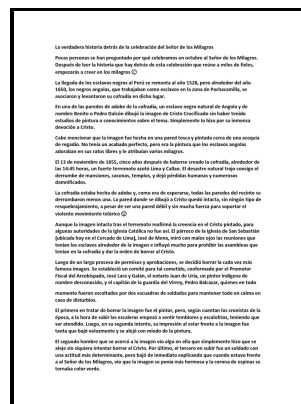 La verdadera historia detrás de la celebración del Señor de los Milagros
Pocas personas se han preguntado por qué celebramos en octubre al Señor de los Milagros.
Después de leer la historia que hay detrás de esta celebración que reúne a miles de fieles,
empezarás a creer en los milagros 🙂
La llegada de los esclavos negros al Perú se remonta al año 1528, pero alrededor del año
1650, los negros angolas, que trabajaban como esclavos en la zona de Pachacamilla, se
asociaron y levantaron su cofradía en dicho lugar.
En una de las paredes de adobe de la cofradía, un esclavo negro natural de Angola y de
nombre Benito o Pedro Dalcón dibujó la imagen de Cristo Crucificado sin haber tenido
estudios de pintura o conocimientos sobre el tema. Simplemente lo hizo por su inmensa
devoción a Cristo.
Cabe mencionar que la imagen fue hecha en una pared tosca y pintada cerca de una acequia
de regadío. No tenía un acabado perfecto, pero era la pintura que los esclavos angolas
adoraban en sus ratos libres y le atribuían varios milagros.
El 13 de noviembre de 1655, cinco años después de haberse creado la cofradía, alrededor de
las 14:45 horas, un fuerte terremoto azotó Lima y Callao. El desastre natural trajo consigo el
derrumbe de mansiones, casonas, templos, y dejó pérdidas humanas y numerosos
damnificados.
La cofradía estaba hecha de adobe y, como era de esperarse, todas las paredes del recinto se
derrumbaron menos una. La pared donde se dibujó a Cristo quedó intacta, sin ningún tipo de
resquebrajamiento, a pesar de ser una pared débil y sin mucha fuerza para soportar el
violento movimiento telúrico 🙂
Aunque la imagen intacta tras el terremoto reafirmó la creencia en el Cristo pintado, para
algunas autoridades de la Iglesia Católica no fue así. El párroco de la iglesia de San Sebastián
(ubicada hoy en el Cercado de Lima), José de Mena, miró con malos ojos las reuniones que
tenían los esclavos alrededor de la imagen e influyó mucho para prohibir las asambleas que
tenían en la cofradía y dar la orden de borrar al Cristo.
Luego de un largo proceso de permisos y aprobaciones, se decidió borrar la cada vez más
famosa imagen. Se estableció un comité para tal cometido, conformado por el Promotor
Fiscal del Arzobispado, José Lara y Galán, el notario Juan de Uría, un pintor indígena de
nombre desconocido, y el capitán de la guardia del Virrey, Pedro Balcazar, quienes en todo
momento fueron escoltados por dos escuadras de soldados para mantener todo en calma en
caso de disturbios.
El primero en tratar de borrar la imagen fue el pintor, pero, según cuentan los cronistas de la
época, a la hora de subir las escaleras empezó a sentir temblores y escalofríos, teniendo que
ser atendido. Luego, en su segundo intento, su impresión al estar frente a la imagen fue
tanta que bajó velozmente y se alejó con miedo de la pintura.
El segundo hombre que se acercó a la imagen vio algo en ella que simplemente hizo que se
aleje sin siquiera intentar borrar al Cristo. Por último, el tercero en subir fue un soldado con
una actitud más determinante, pero bajó de inmediato explicando que cuando estuvo frente
a el Señor de los Milagros, vio que la imagen se ponía más hermosa y la corona de espinas se
tornaba color verde.